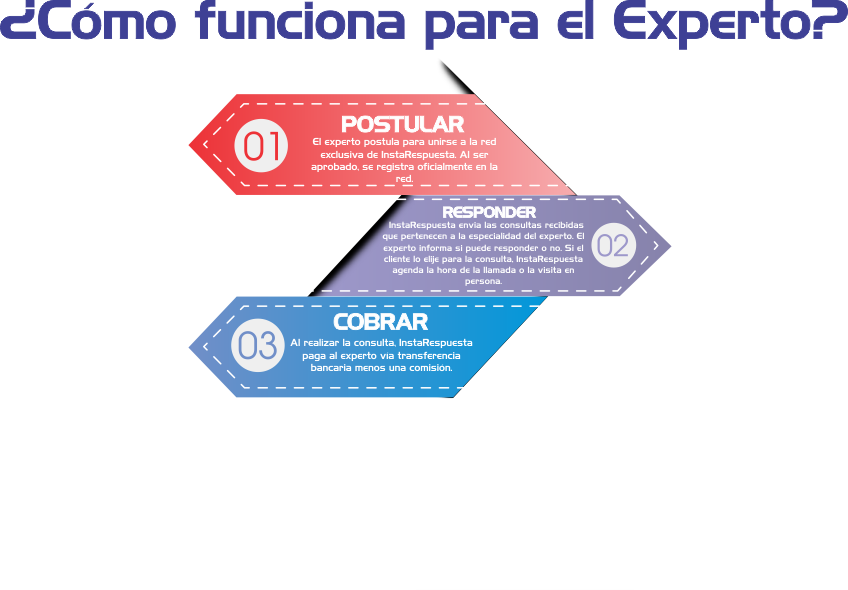 ¿Cómo funciona para el Experto?
01
POSTULAR
El experto postula para unirse a la red
exclusiva de InstaRespuesta. Al ser
aprobado, se registra oficialmente en la
red.
RESPONDER
InstaRespuesta envia las consultas recibidas
que pertenecen a la especialidad del experto. El
experto informa si puede responder o no. Si el
cliente lo elije para la consulta, InstaRespuesta
agenda la hora de la llamada o la visita en
persona.
02
03
COBRAR
Al realizar la consulta, InstaRespuesta
paga al experto via transferencia
bancaria menos una comisión.